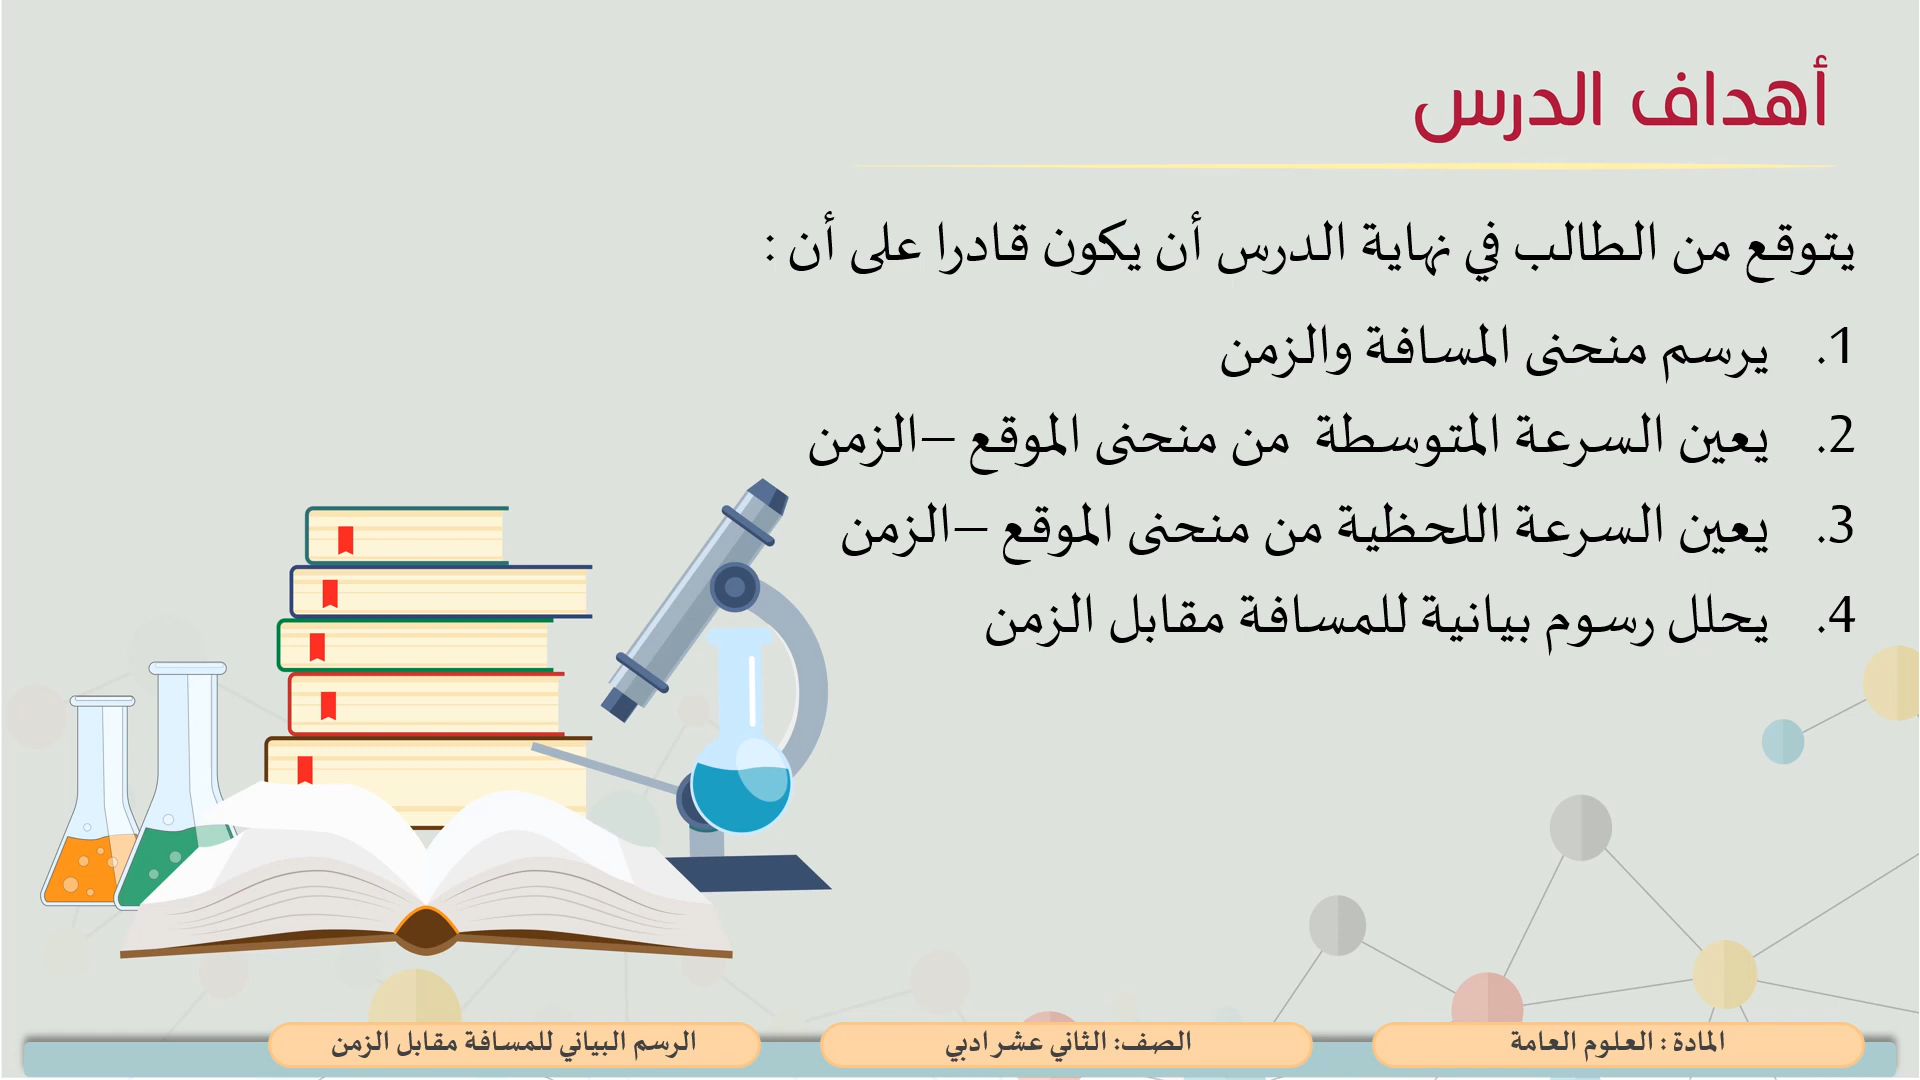 أهداف الدرس
يتوقع من الطالب في نهاية الدرس أن يكون قادرا على أن :
1. يرسم منحنى المسافة والزمن
2. يعين السرعة المتوسطة من منحنى الموقع –الزمن
3. يعين السرعة اللحظية من منحنى الموقع –الزمن
4. يحلل رسوم بيانية للمسافة مقابل الزمن
المادة : العلوم العامة
الصف: الثاني عشر ادبي
الرسم البياني للمسافة مقابل الزمن